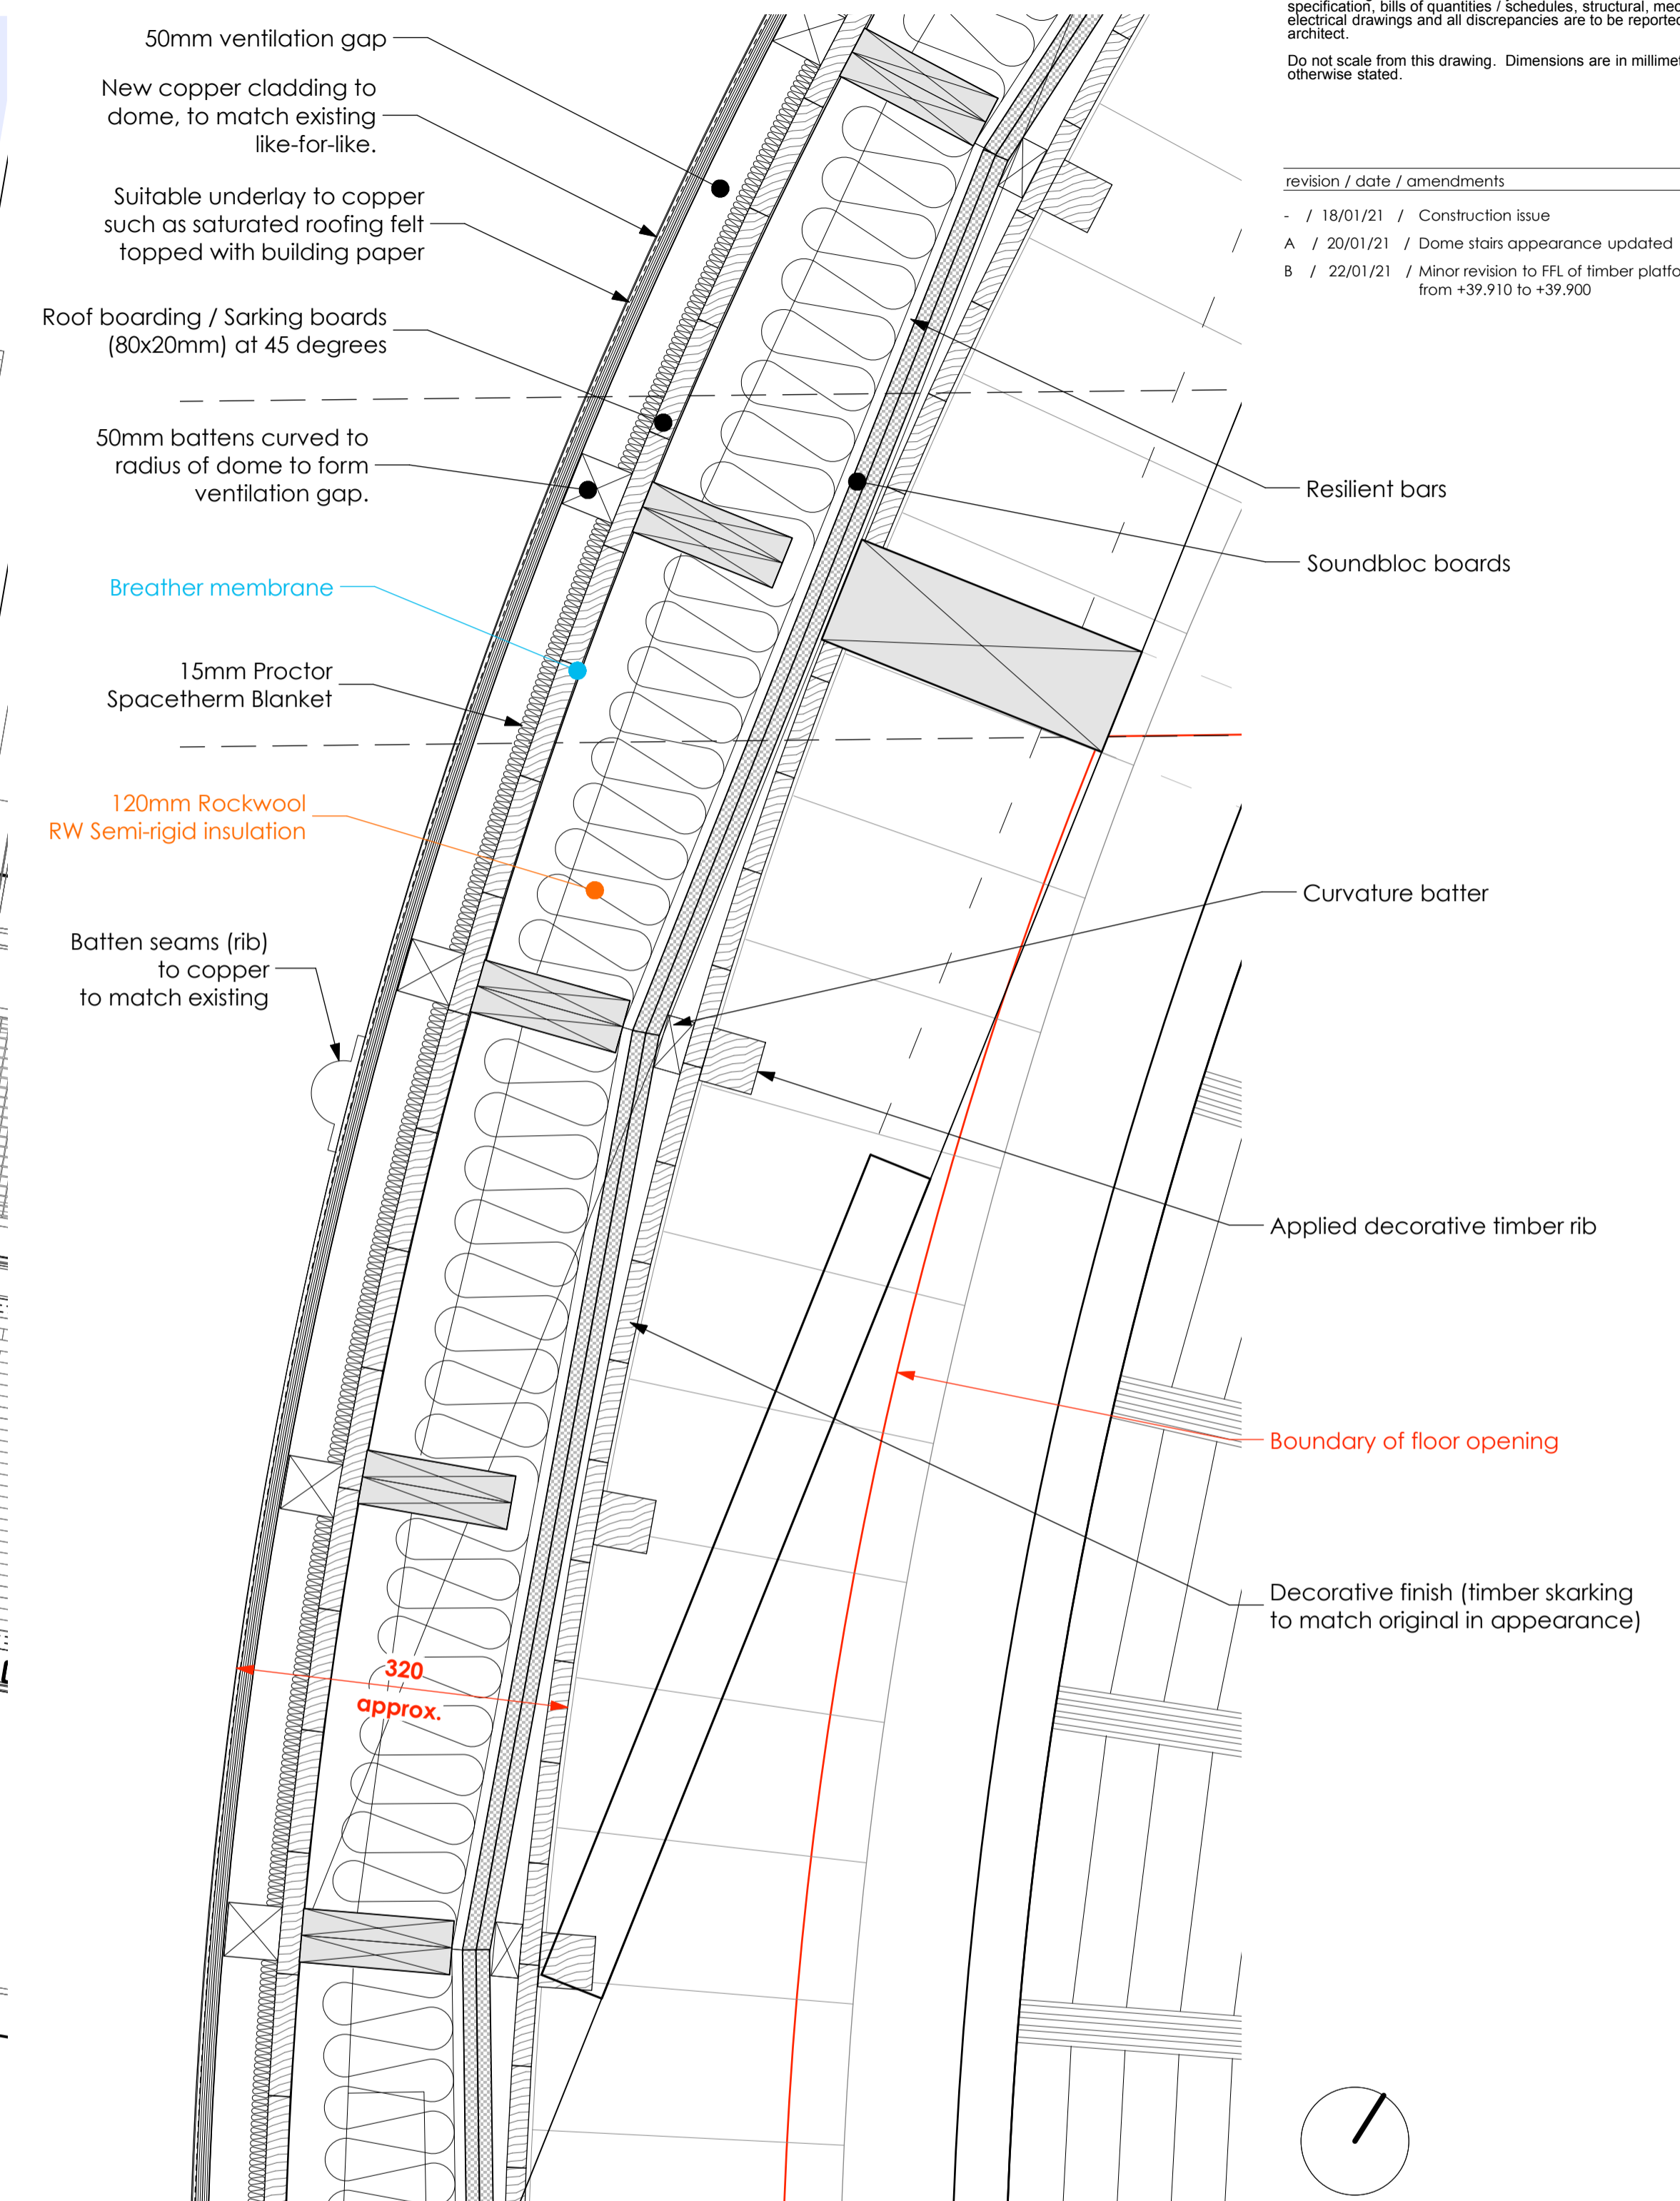 50mm ventilation gap
New copper cladding to
dome, to match existing
like-for-like.
Suitable underlay to copper
such as saturated roofing felt
topped with building paper
Roof boarding / Sarking boards
(80x20mm) at 45 degrees
50mm battens curved to
radius of dome to form
ventilation gap.
Breather membrane
15mm Proctor
Spacetherm Blanket
120mm Rockwool
RW Semi-rigid insulation
Batten seams (rib)
to copper
to match existing
320
approx.
specification, bills of quantities / schedules, structural,
electrical drawings and all discrepancies are to be reported
architect.
Do not scale from this drawing. Dimensions are in
otherwise stated.
revision / date / amendments
- / 18/01/21 / Construction issue
A / 20/01/21 / Dome stairs appearance updated
B / 22/01/21 / Minor revision to FFL of timber
from +39.910 to +39.900
Resilient bars
Soundbloc boards
Curvature batter
Applied decorative timber rib
Boundary of floor opening
Decorative finish (timber skarking
to match original in appearance)